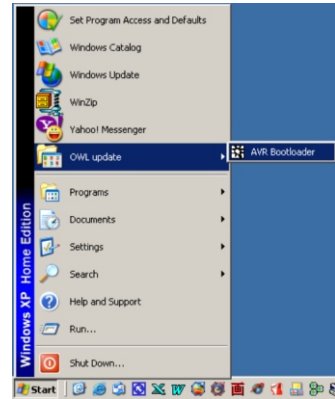 Set Program Access and Defaults
Windows Catalog
Windows Update
WinZip
Yahoo! Messenger
OWL update
AVR Bootloader
Programs
Documents
Settings
Search
Help and Support
Run...
Shut Down...
Windows XP Home Edition
Start